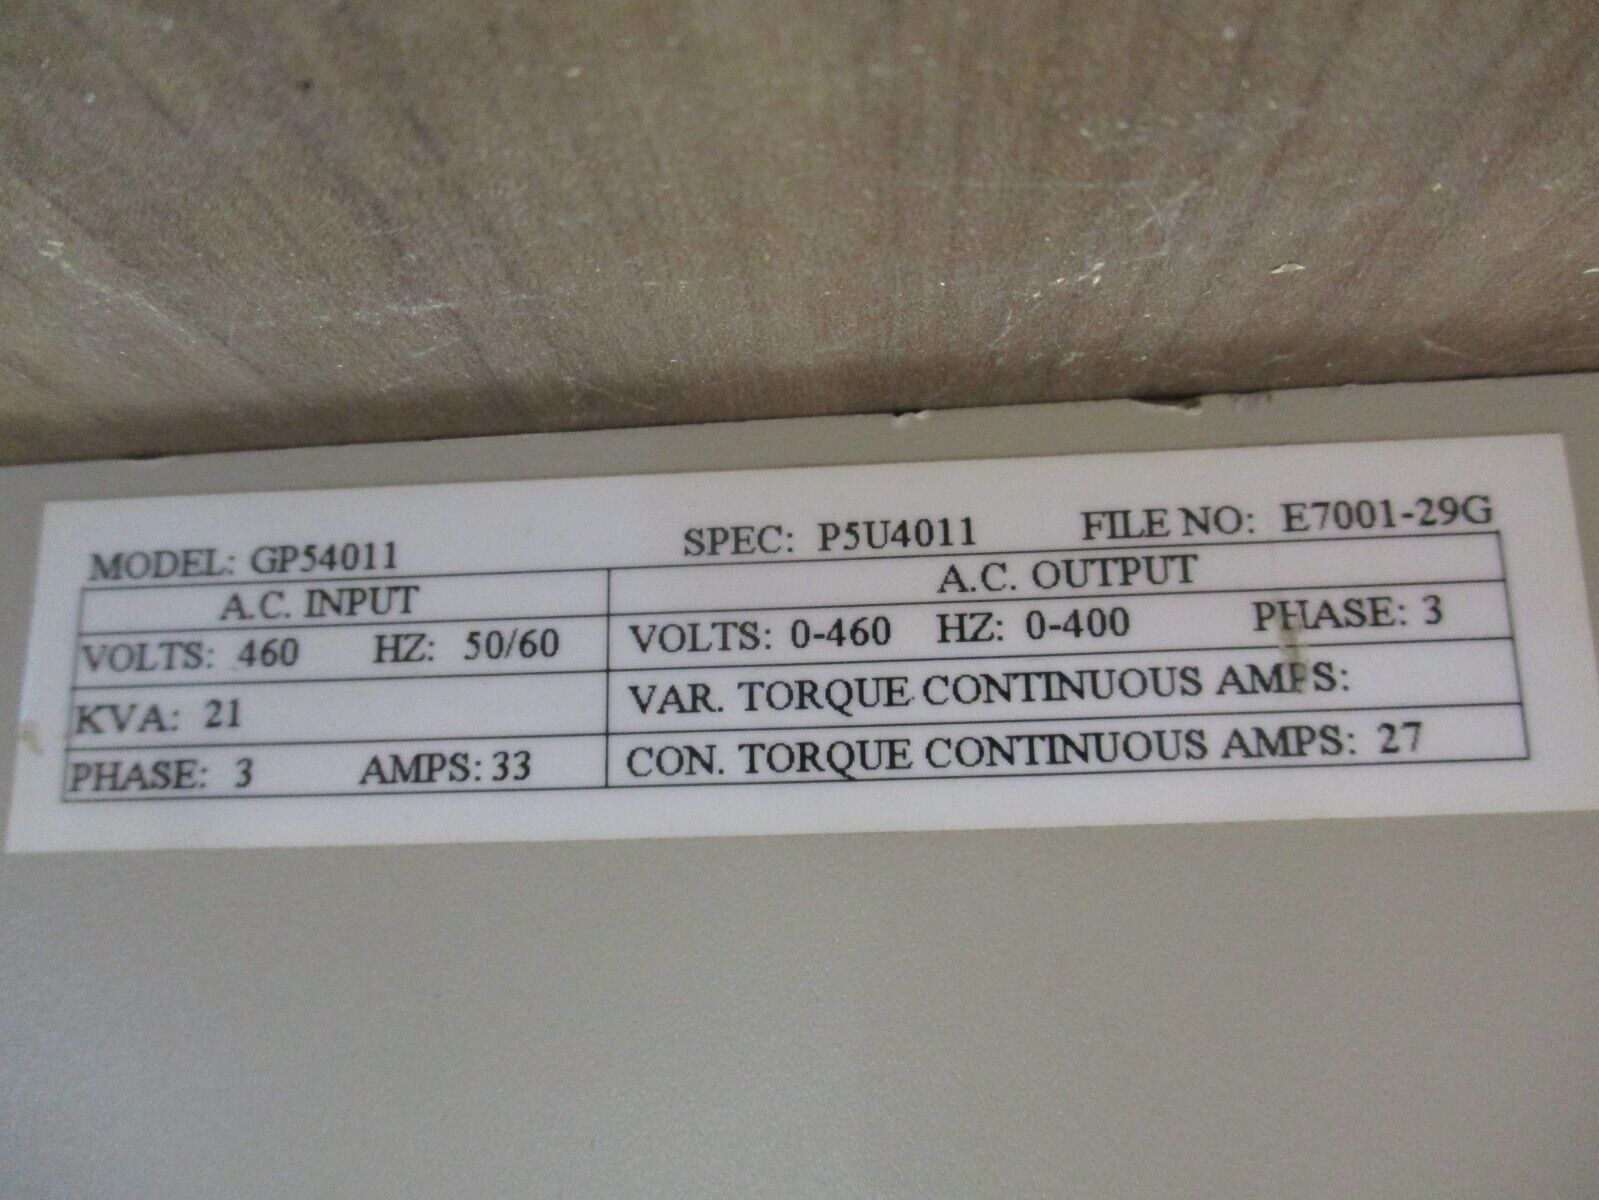 MODEL: GP54011 SPEC: P5U4011 FILE NO: E7001-29G
A.C. INPUT A.C. OUTPUT
VOLTS: 460 HZ: 50/60 VOLTS: 0-460 HZ: 0-400 PHASE: 3
KVA: 21 VAR. TORQUE CONTINUOUS AMPS:
PHASE: 3 AMPS: 33 CON. TORQUE CONTINUOUS AMPS: 27